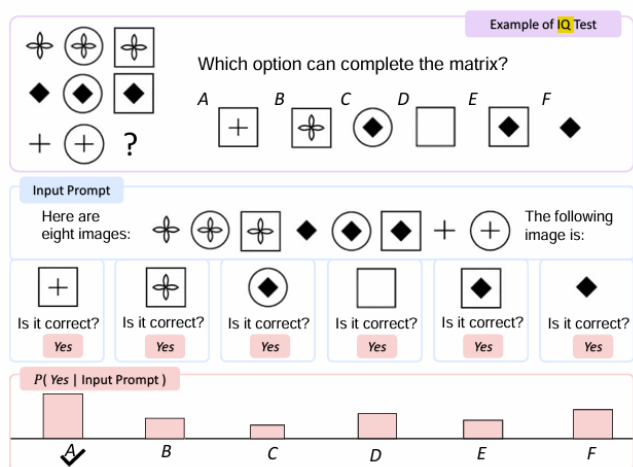 Example of IQ Test
Which option can complete the matrix?
A B C D E F
?
Input Prompt
Here are
eight images:
The following
image is:
Is it correct? Is it correct? Is it correct? Is it correct? Is it correct? Is it correct?
Yes Yes Yes Yes Yes Yes
P( Yes | Input Prompt )
A B C D E F